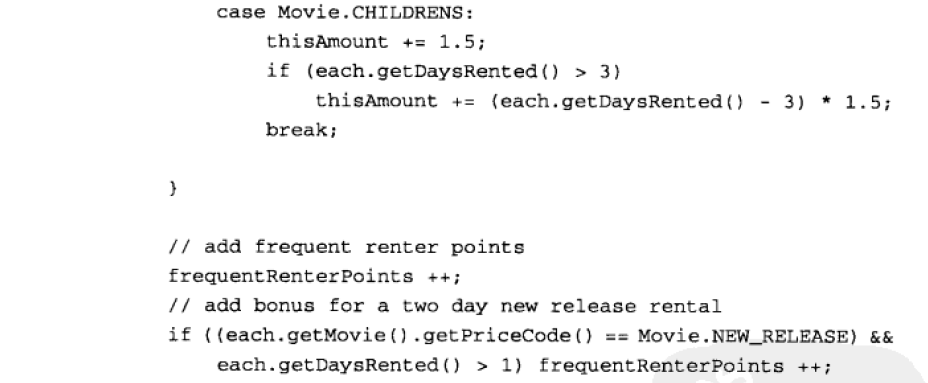 case Movie.CHILDRENS:
thisAmount += 1.5;
if (each.getDaysRented() > 3)
thisAmount += (each.getDaysRented() - 3) * 1.5;
break;
}
// add frequent renter points
frequentRenterPoints ++;
// add bonus for a two day new release rental
if ((each.getMovie().getPriceCode() == Movie.NEW_RELEASE) &&
each.getDaysRented() > 1) frequentRenterPoints ++;